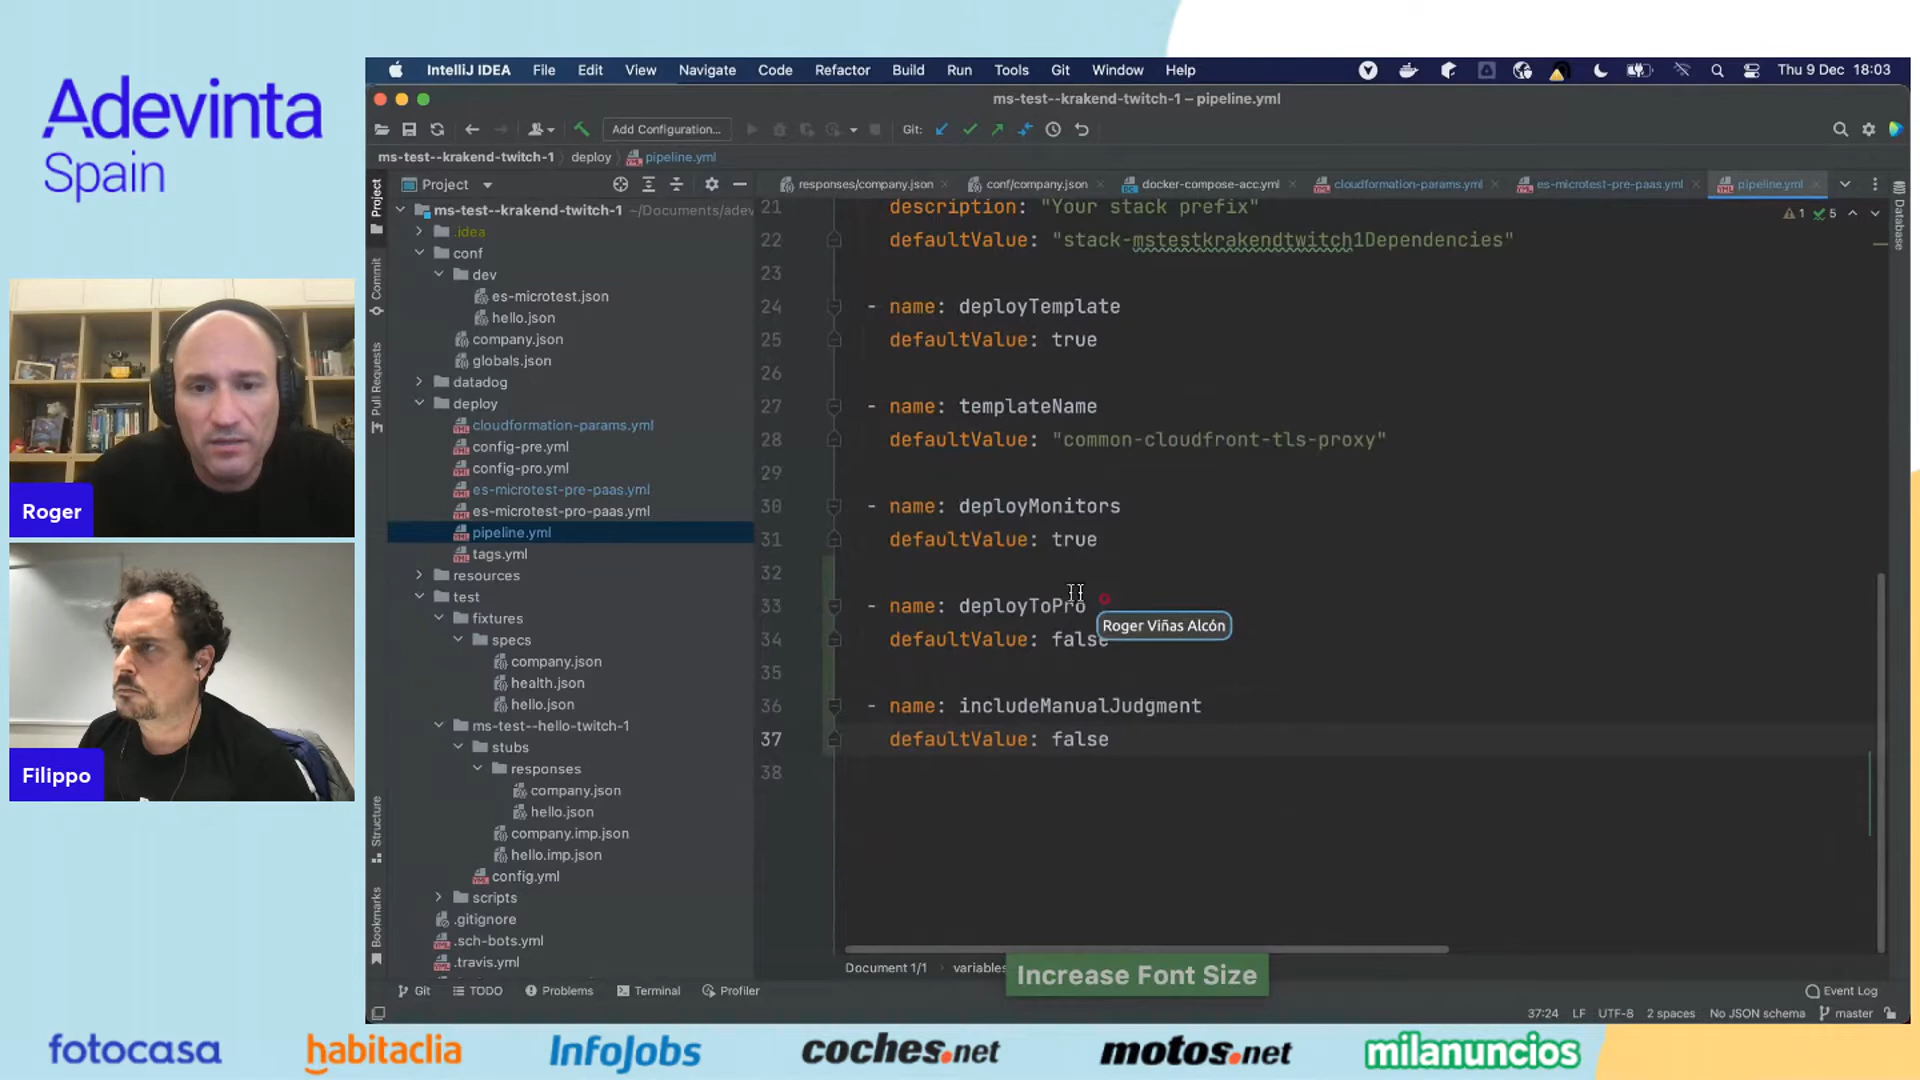 Adevinta
Spain
Roger
Filippo
IntelliJ IDEA File Edit View Navigate Code Refactor Build Run Tools Git Window Help Thu 9 Dec 18:03
ms-test--krakend-twitch-1 – pipeline.yml
Add Configuration... Git:
ms-test--krakend-twitch-1 deploy pipeline.yml
Project
responses/company.json conf/company.json docker-compose-acc.yml cloudformation-params.yml es-microtest-pre-paas.yml pipeline.yml
Project
Commit
Pull Requests
Structure
Bookmarks
Database
ms-test--krakend-twitch-1 ~/Documents/adev
.idea
conf
dev
es-microtest.json
hello.json
company.json
globals.json
datadog
deploy
cloudformation-params.yml
config-pre.yml
config-pro.yml
es-microtest-pre-paas.yml
es-microtest-pro-paas.yml
pipeline.yml
tags.yml
resources
test
fixtures
specs
company.json
health.json
hello.json
ms-test--hello-twitch-1
stubs
responses
company.json
hello.json
company.imp.json
hello.imp.json
config.yml
scripts
.gitignore
.sch-bots.yml
.travis.yml
1 5
21 description: "Your stack prefix"
22 defaultValue: "stack-mstestkrakendtwitch1Dependencies"
23
24 - name: deployTemplate
25 defaultValue: true
26
27 - name: templateName
28 defaultValue: "common-cloudfront-tls-proxy"
29
30 - name: deployMonitors
31 defaultValue: true
32
33 - name: deployToPro
34 defaultValue: false
35
36 - name: includeManualJudgment
37 defaultValue: false
38
Roger Viñas Alcón
Document 1/1 variables
Increase Font Size
Git TODO Problems Terminal Profiler Event Log
37:24 LF UTF-8 2 spaces No JSON schema master
fotocasa habitaclia InfoJobs coches.net motos.net milanuncios